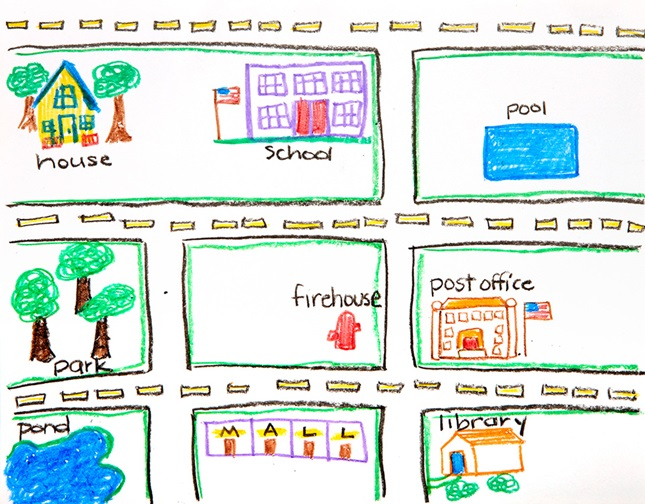 pool
house
school
firehouse
post office
park
pond
MALL
library